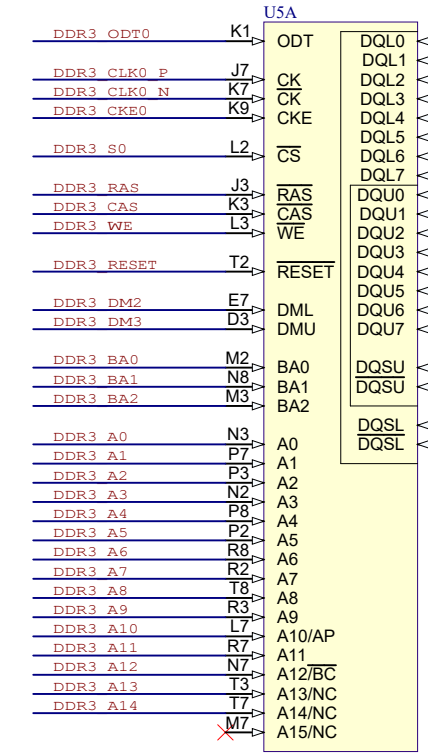 U5A
DDR3_ODT0 K1 ODT DQL0
DQL1
DDR3_CLK0_P J7 CK DQL2
DDR3_CLK0_N K7 CK DQL3
DDR3_CKE0 K9 CKE DQL4
DQL5
DDR3_S0 L2 CS DQL6
DQL7
DDR3_RAS J3 RAS DQU0
DDR3_CAS K3 CAS DQU1
DDR3_WE L3 WE DQU2
DQU3
DDR3_RESET T2 RESET DQU4
DQU5
DDR3_DM2 E7 DML DQU6
DDR3_DM3 D3 DMU DQU7
DDR3_BA0 M2 BA0 DQSU
DDR3_BA1 N8 BA1 DQSU
DDR3_BA2 M3 BA2
DQSL
DDR3_A0 N3 A0 DQSL
DDR3_A1 P7 A1
DDR3_A2 P3 A2
DDR3_A3 N2 A3
DDR3_A4 P8 A4
DDR3_A5 P2 A5
DDR3_A6 R8 A6
DDR3_A7 R2 A7
DDR3_A8 T8 A8
DDR3_A9 R3 A9
DDR3_A10 L7 A10/AP
DDR3_A11 R7 A11
DDR3_A12 N7 A12/BC
DDR3_A13 T3 A13/NC
DDR3_A14 T7 A14/NC
M7 A15/NC